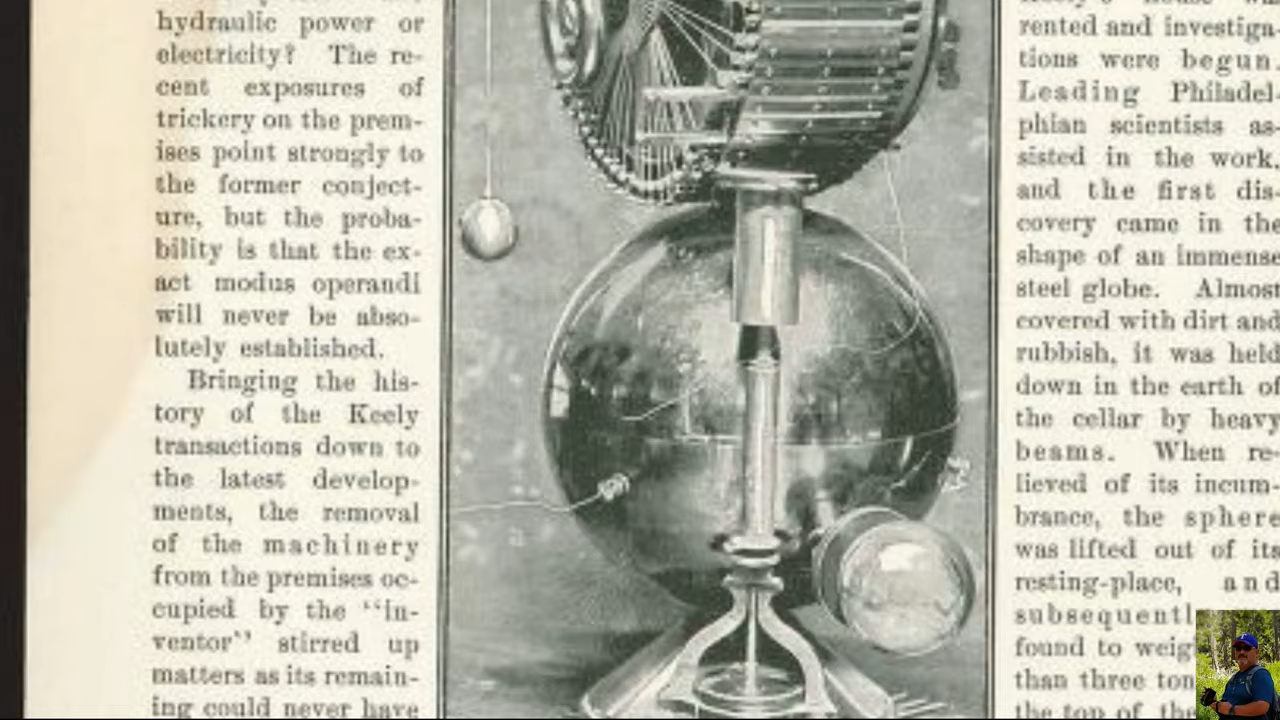 hydraulic power or
electricity? The re-
cent exposures of
trickery on the prem-
ises point strongly to
the former conject-
ure, but the proba-
bility is that the ex-
act modus operandi
will never be abso-
lutely established.
Bringing the his-
tory of the Keely
transactions down to
the latest develop-
ments, the removal
of the machinery
from the premises oc-
cupied by the “in-
ventor” stirred up
matters as its remain-
ing could never have
rented and investiga-
tions were begun.
Leading Philadel-
phian scientists as-
sisted in the work,
and the first dis-
covery came in the
shape of an immense
steel globe. Almost
covered with dirt and
rubbish, it was held
down in the earth of
the cellar by heavy
beams. When re-
lieved of its incum-
brance, the sphere
was lifted out of its
resting-place, and
subsequentl
found to weig
than three ton
the top of the